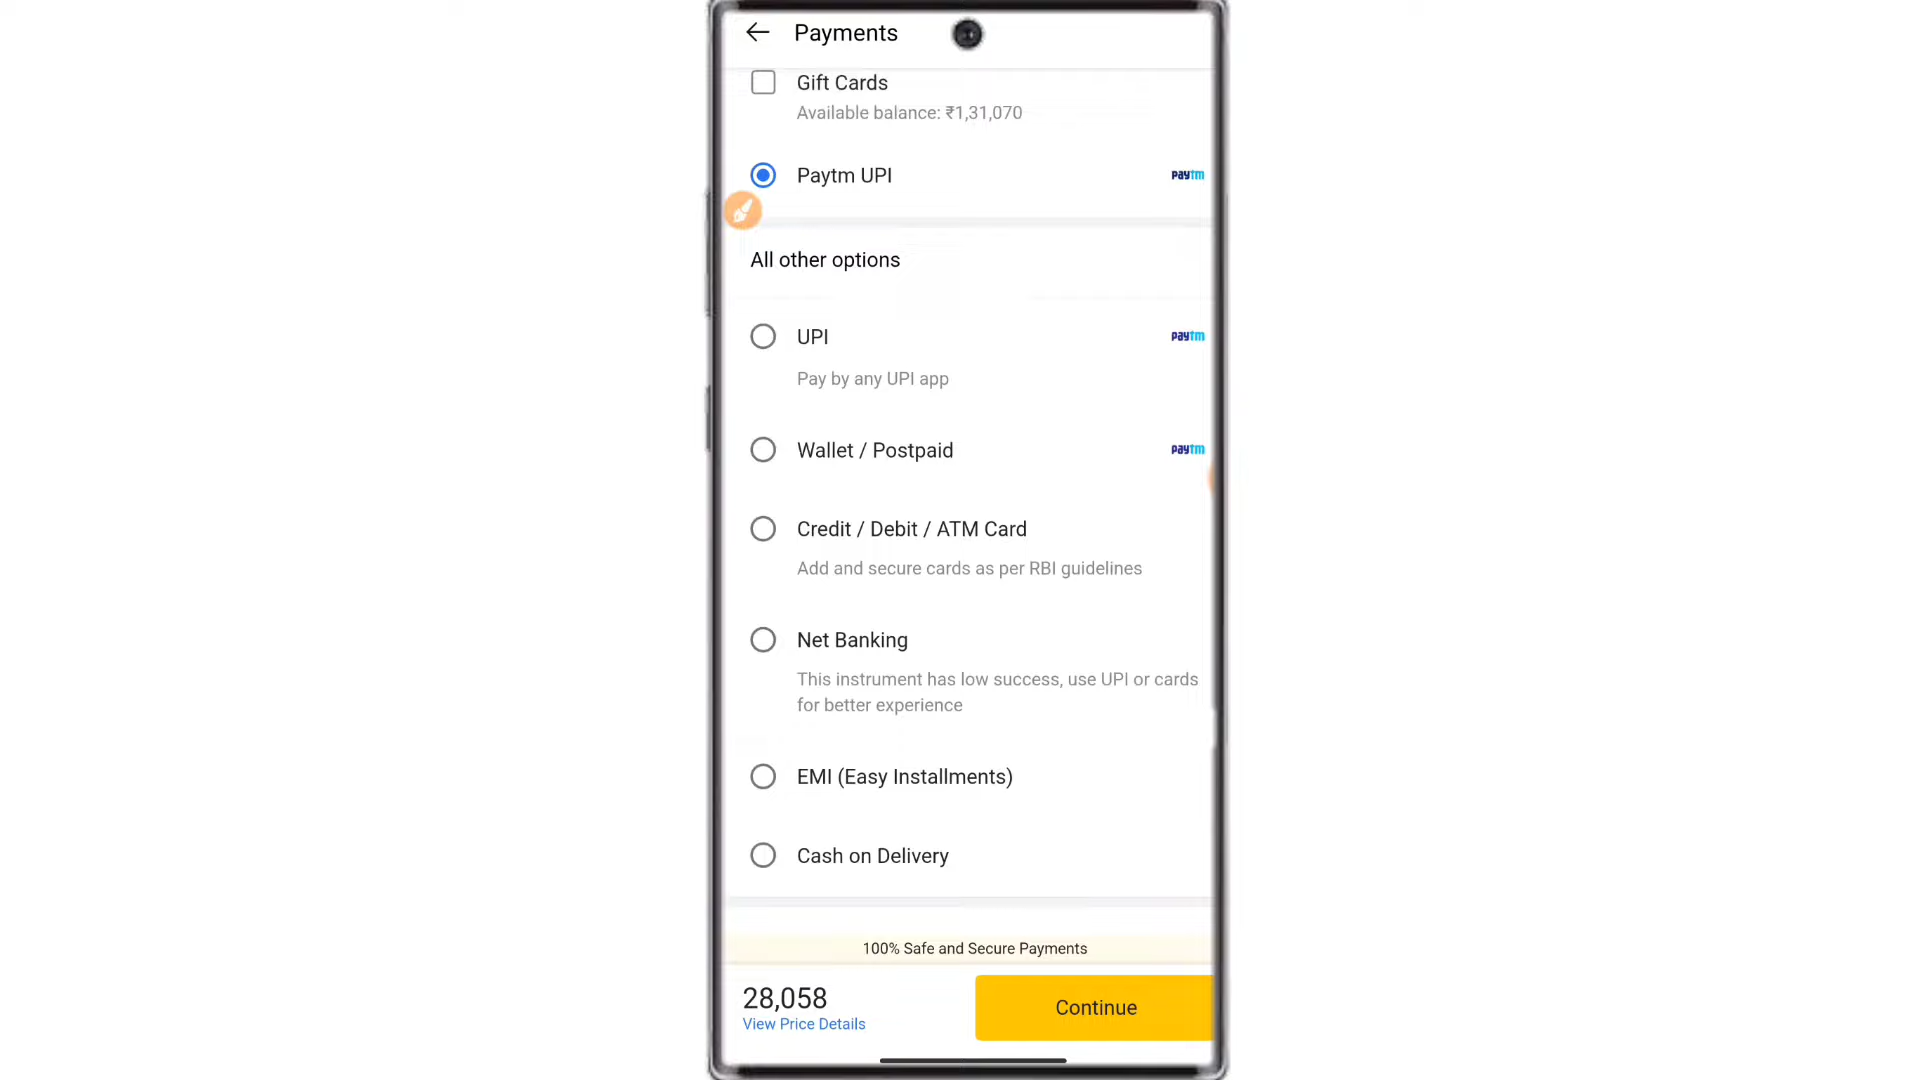 Payments
Gift Cards
Available balance: ₹1,31,070
Paytm UPI
paytm
All other options
UPI
paytm
Pay by any UPI app
Wallet / Postpaid
paytm
Credit / Debit / ATM Card
Add and secure cards as per RBI guidelines
Net Banking
This instrument has low success, use UPI or cards
for better experience
EMI (Easy Installments)
Cash on Delivery
100% Safe and Secure Payments
28,058
View Price Details
Continue